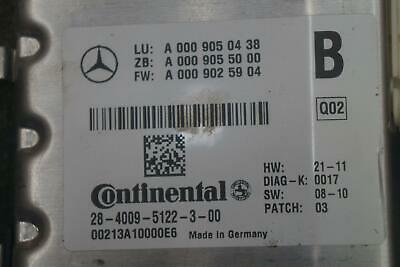 LU: A 000 905 04 38
ZB: A 000 905 50 00
FW: A 000 902 59 04
B
Q02
HW: 21-11
DIAG-K: 0017
SW: 08-10
PATCH: 03
Continental
28-4009-5122-3-00
00213A10000E6 Made in Germany